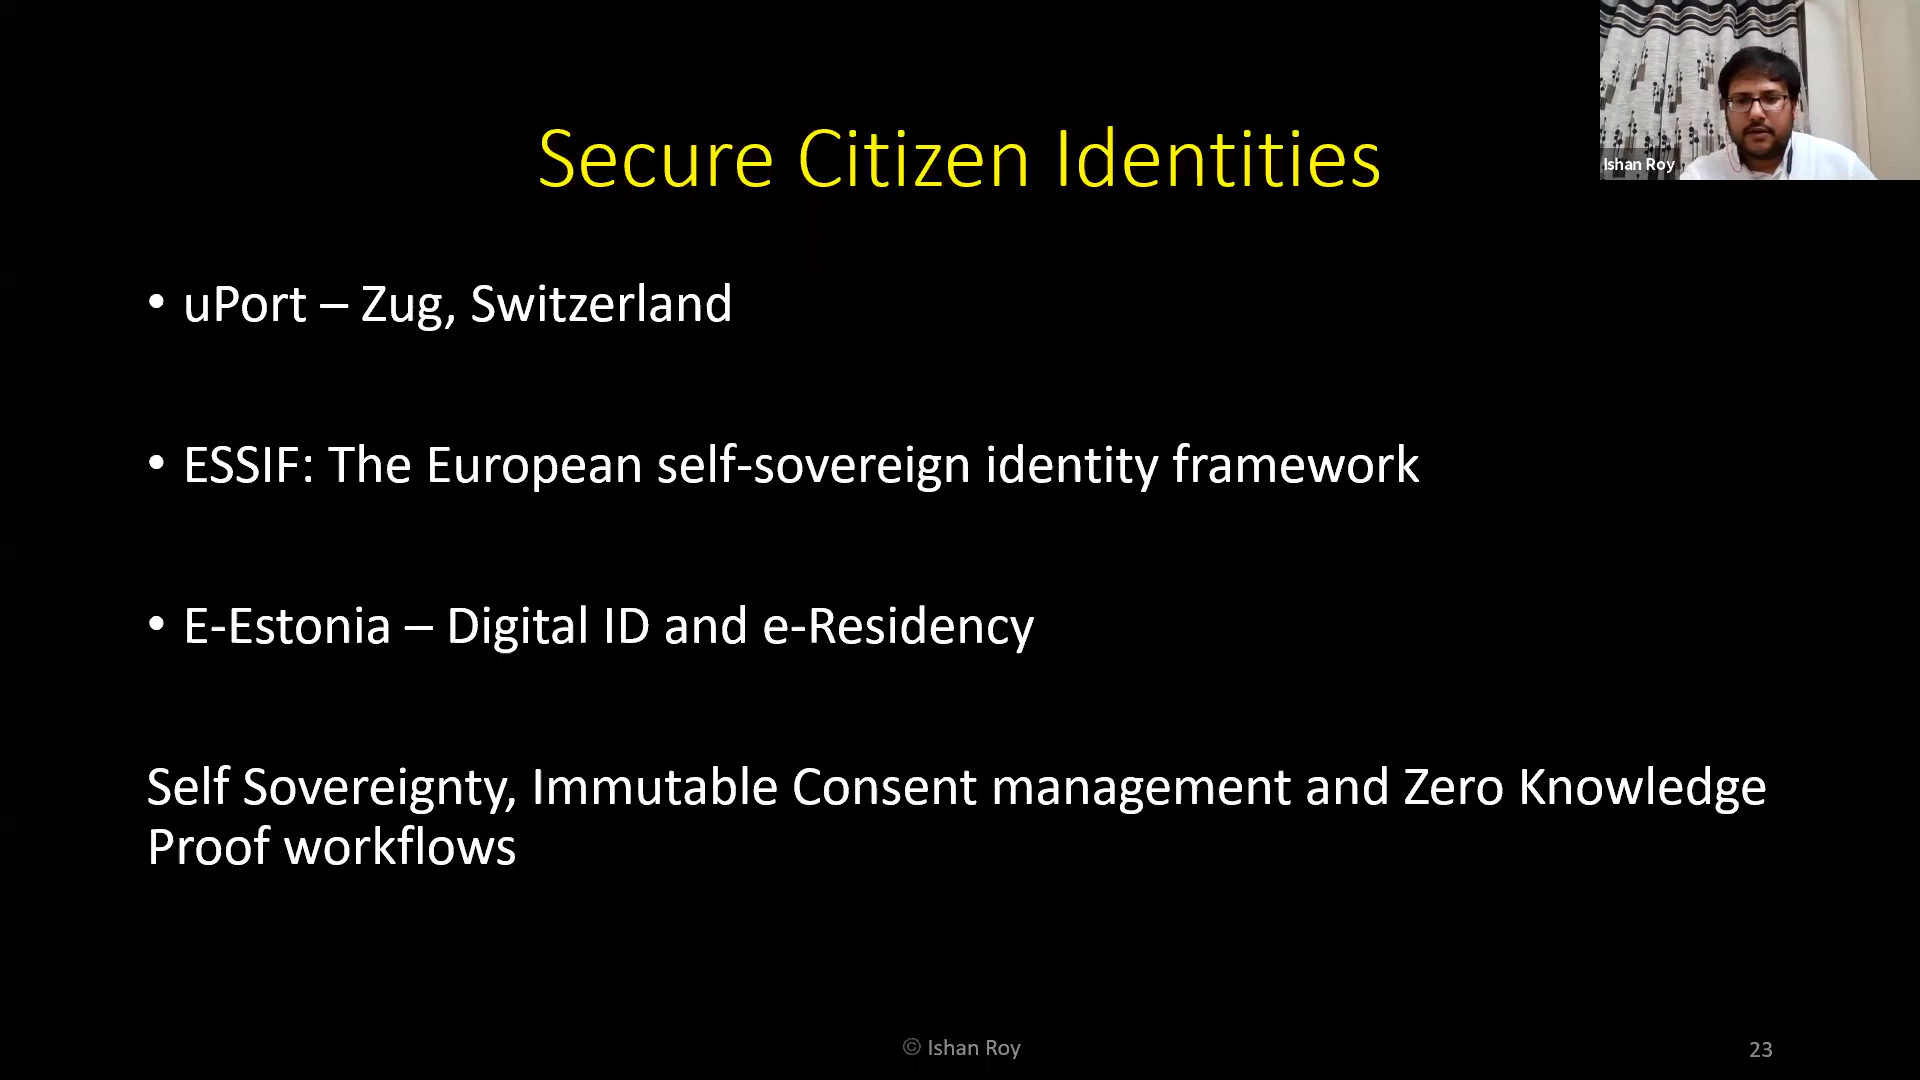 Secure Citizen Identities
Ishan Roy
• uPort – Zug, Switzerland
• ESSIF: The European self-sovereign identity framework
• E-Estonia – Digital ID and e-Residency
Self Sovereignty, Immutable Consent management and Zero Knowledge
Proof workflows
© Ishan Roy
23